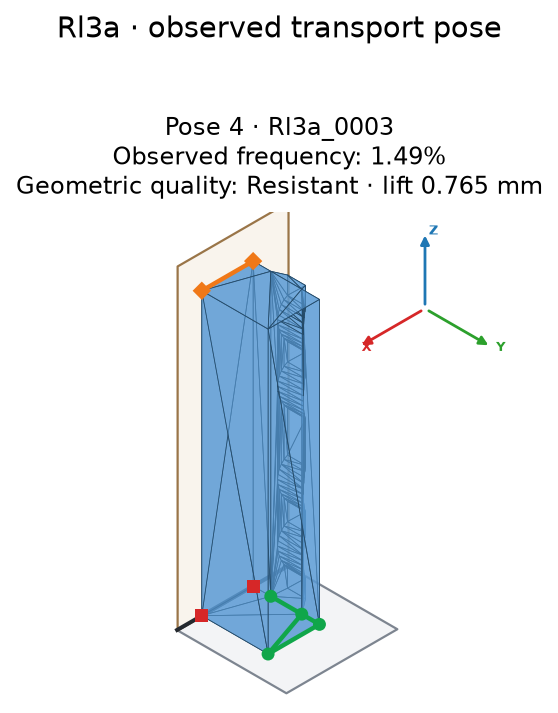 Rl3a · observed transport pose
Pose 4 · Rl3a_0003
Observed frequency: 1.49%
Geometric quality: Resistant · lift 0.765 mm
Z
X
Y